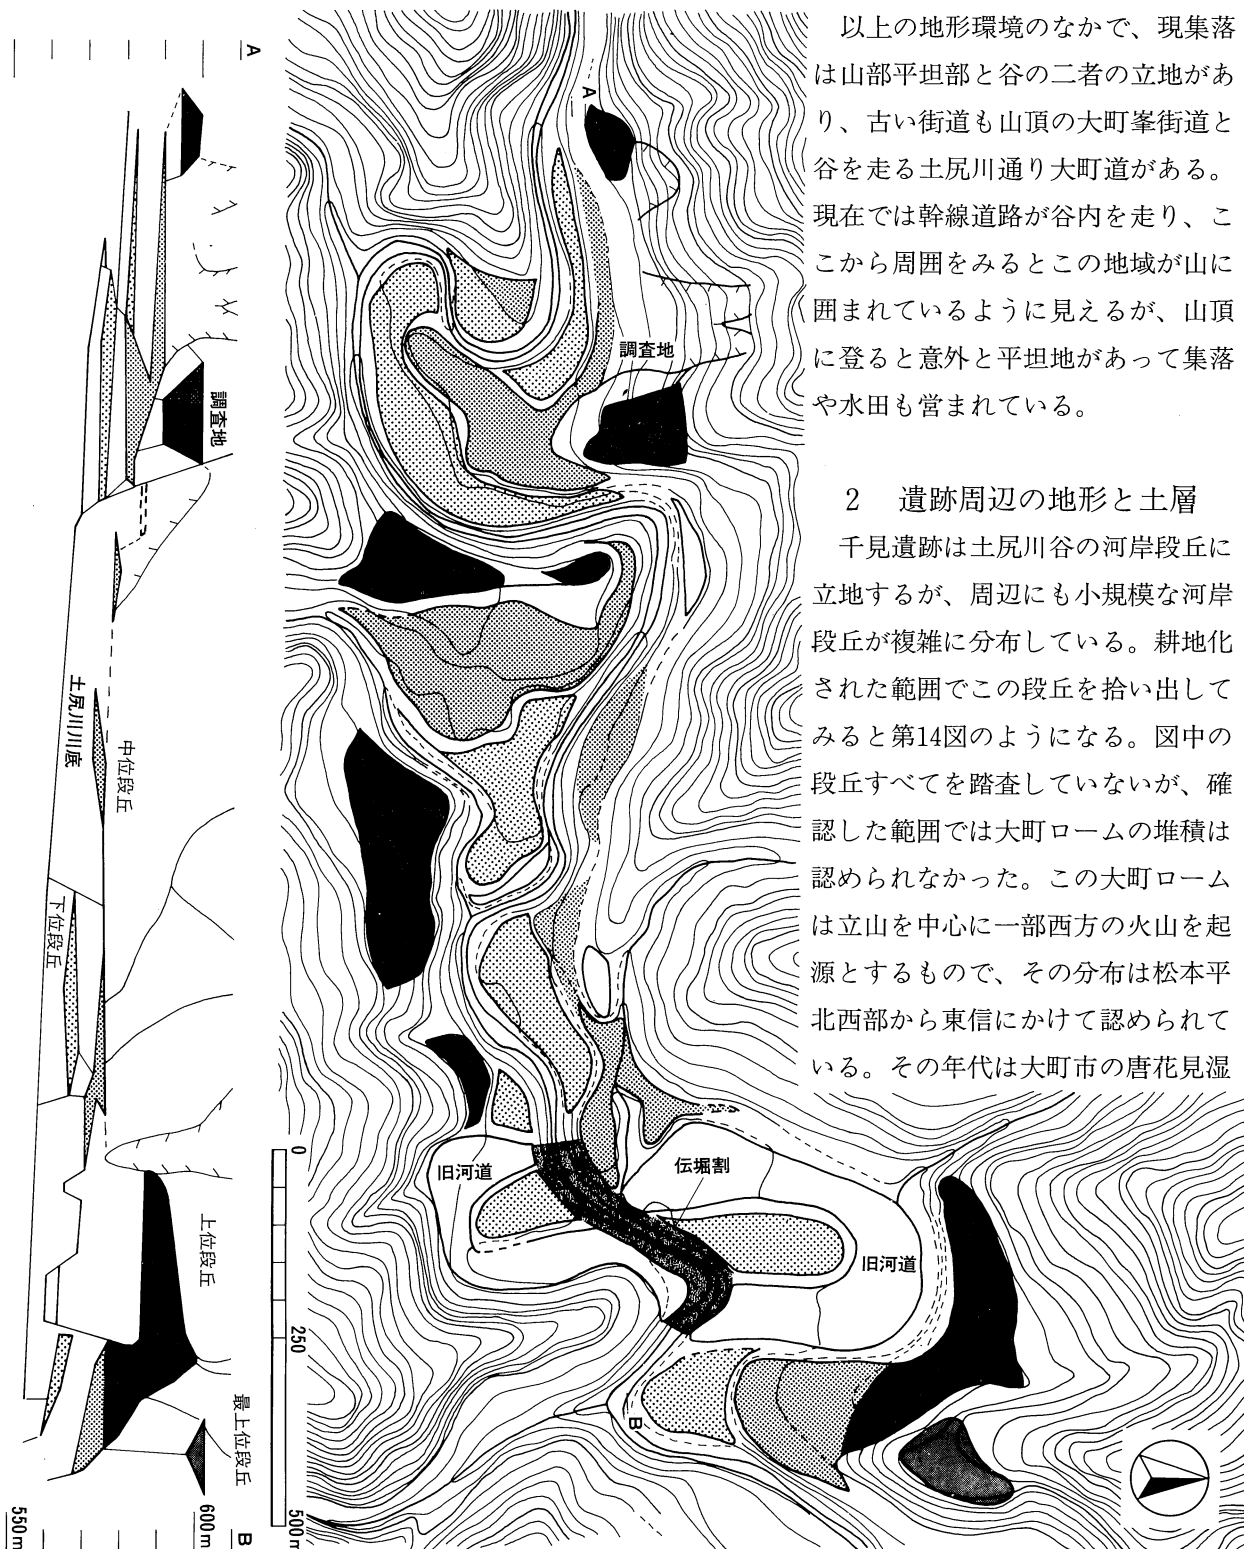 以上の地形環境のなかで、現集落
は山部平坦部と谷の二者の立地があ
り、古い街道も山頂の大町峯街道と
谷を走る土尻川通り大町道がある。
現在では幹線道路が谷内を走り、こ
こから周囲をみるとこの地域が山に
囲まれているように見えるが、山頂
に登ると意外と平坦地があって集落
や水田も営まれている。
2 遺跡周辺の地形と土層
千見遺跡は土尻川谷の河岸段丘に
立地するが、周辺にも小規模な河岸
段丘が複雑に分布している。耕地化
された範囲でこの段丘を拾い出して
みると第14図のようになる。図中の
段丘すべてを踏査していないが、確
認した範囲では大町ロームの堆積は
認められなかった。この大町ローム
は立山を中心に一部西方の火山を起
源とするもので、その分布は松本平
北西部から東信にかけて認められて
いる。その年代は大町市の唐花見湿
A
調査地
土尻川川底
中位段丘
下位段丘
上位段丘
最上位段丘
550m
600m
B
0
250
500m
A
調査地
旧河道
伝堀割
旧河道
B